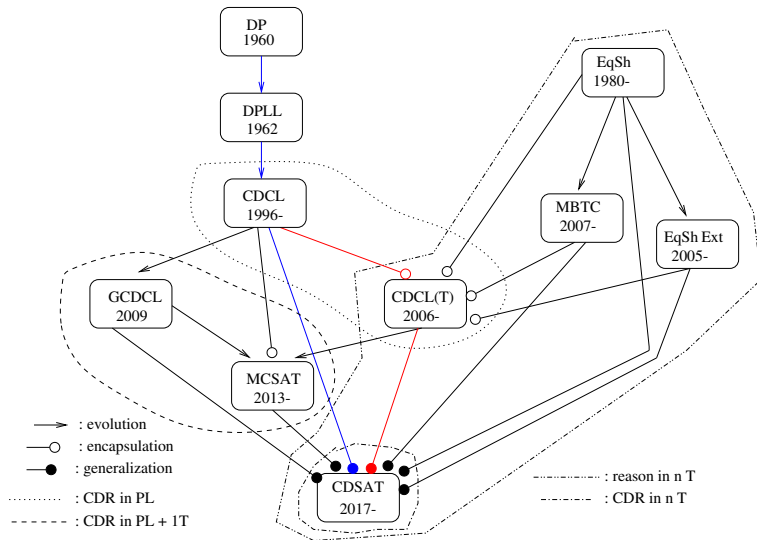 DP
1960
EqSh
1980-
DPLL
1962
CDCL
1996-
MBTC
2007-
EqSh Ext
2005-
GCDCL
2009
CDCL(T)
2006-
MCSAT
2013-
: evolution
: encapsulation
: generalization
: CDR in PL
: CDR in PL + 1T
CDSAT
2017-
: reason in n T
: CDR in n T